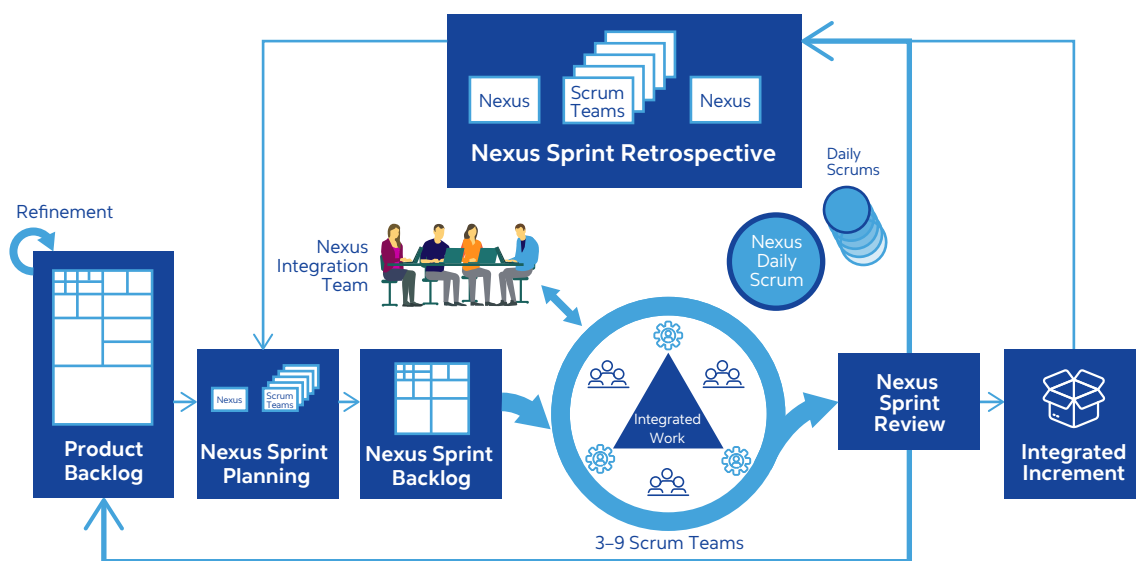 Nexus
Scrum
Teams
Nexus
Nexus Sprint Retrospective
Daily
Scrums
Refinement
Nexus
Integration
Team
Nexus
Daily
Scrum
Product
Backlog
Nexus
Scrum
Teams
Nexus Sprint
Planning
Nexus Sprint
Backlog
Integrated
Work
3–9 Scrum Teams
Nexus
Sprint
Review
Integrated
Increment